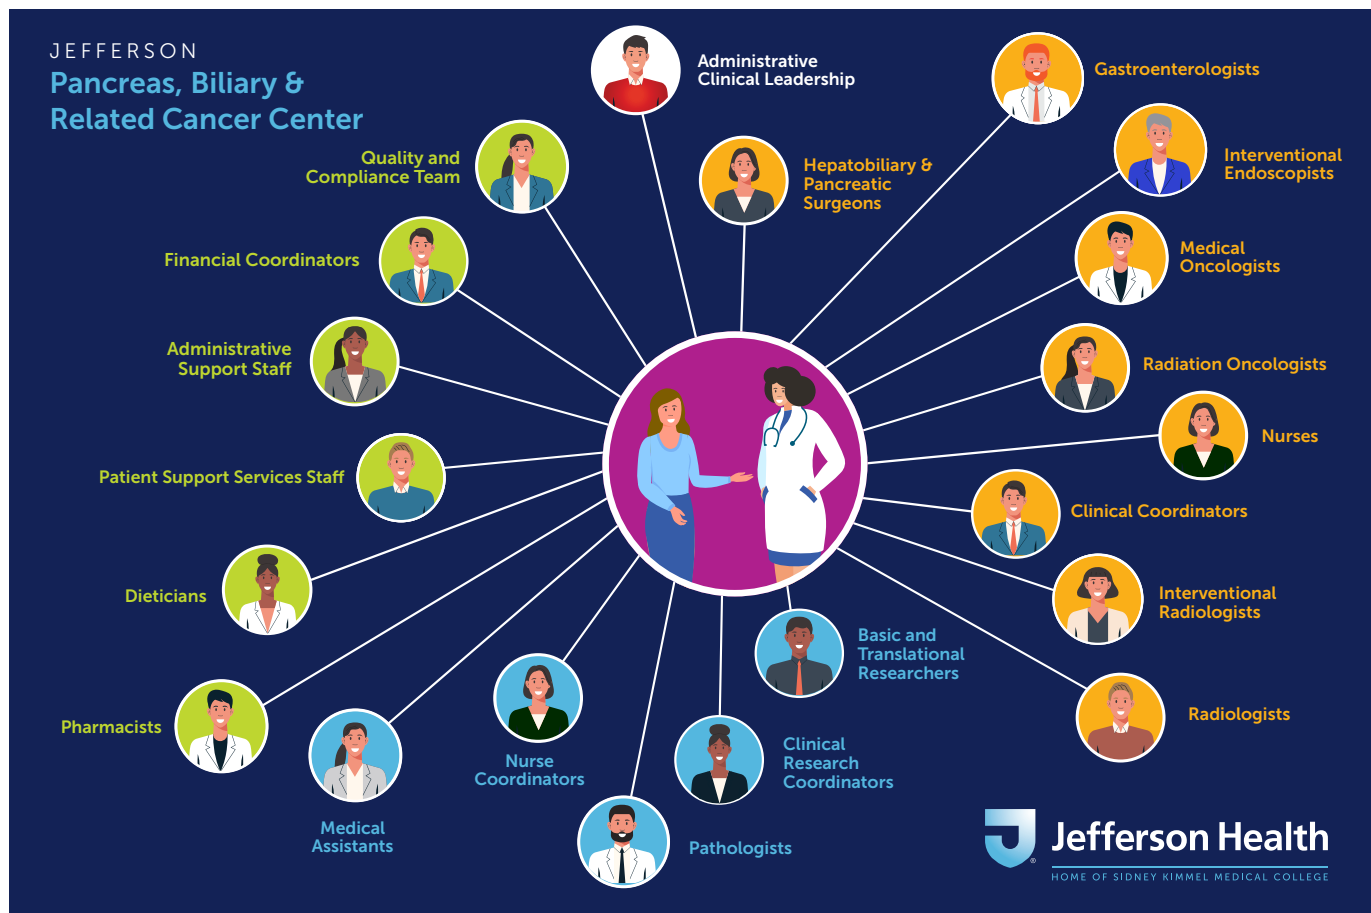 JEFFERSON
Pancreas, Biliary &
Related Cancer Center
Administrative
Clinical Leadership
Gastroenterologists
Quality and
Compliance Team
Hepatobiliary &
Pancreatic
Surgeons
Interventional
Endoscopists
Financial Coordinators
Medical
Oncologists
Administrative
Support Staff
Radiation Oncologists
Nurses
Patient Support Services Staff
Clinical Coordinators
Dieticians
Interventional
Radiologists
Basic and
Translational
Researchers
Pharmacists
Radiologists
Nurse
Coordinators
Clinical
Research
Coordinators
Medical
Assistants
Pathologists
Jefferson Health
®
HOME OF SIDNEY KIMMEL MEDICAL COLLEGE